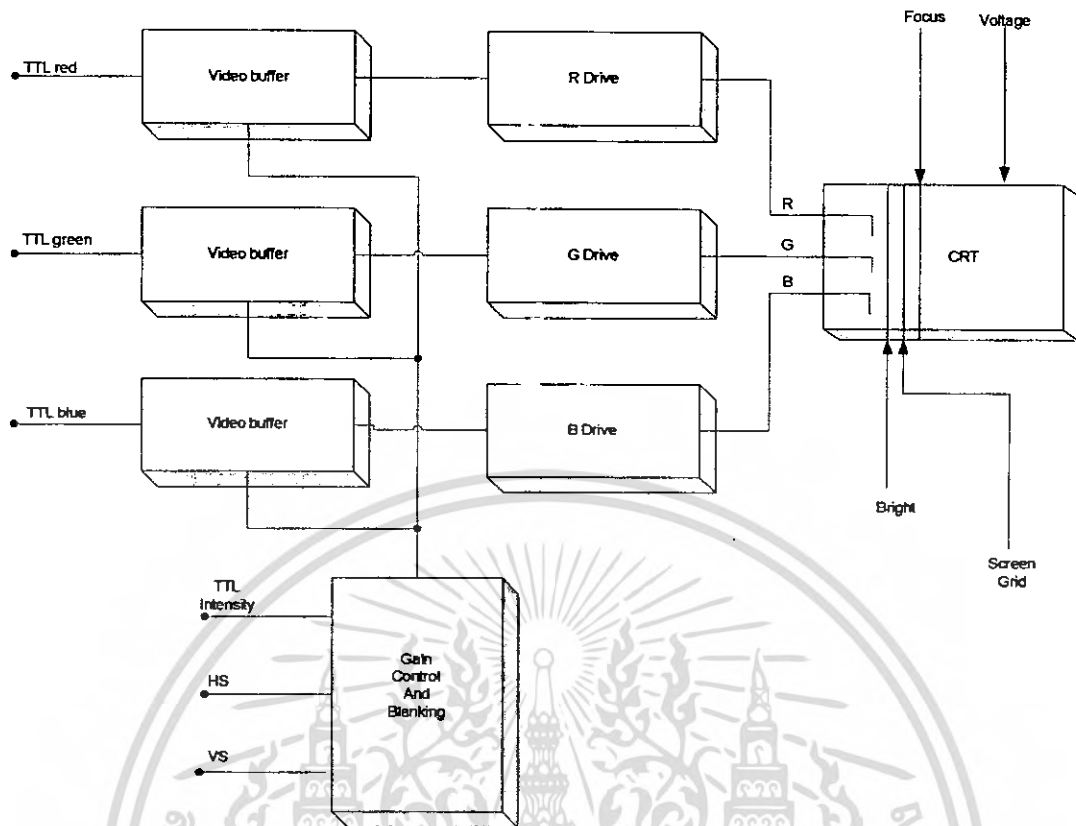 Focus
Voltage
TTL red
Video buffer
R Drive
R
TTL green
Video buffer
G Drive
G
CRT
B
TTL blue
Video buffer
B Drive
Bright
Screen
Grid
TTL
Intensity
Gain
Control
And
Blanking
HS
VS